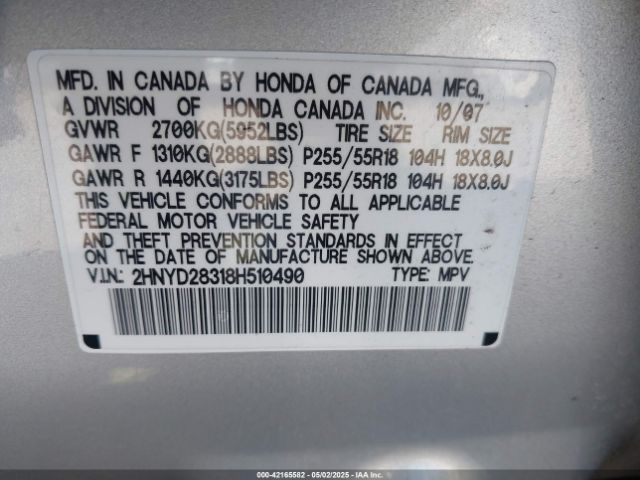 MFD. IN CANADA BY HONDA OF CANADA MFG.,
A DIVISION OF HONDA CANADA INC. 10/07
GVWR 2700KG(5952LBS) TIRE SIZE RIM SIZE
GAWR F 1310KG(2888LBS) P255/55R18 104H 18X8.0J
GAWR R 1440KG(3175LBS) P255/55R18 104H 18X8.0J
THIS VEHICLE CONFORMS TO ALL APPLICABLE
FEDERAL MOTOR VEHICLE SAFETY
AND THEFT PREVENTION STANDARDS IN EFFECT
ON THE DATE OF MANUFACTURE SHOWN ABOVE.
V.I.N.: 2HNYD28318H510490 TYPE: MPV
000-42165582 - 05/02/2025 - IAAI.com